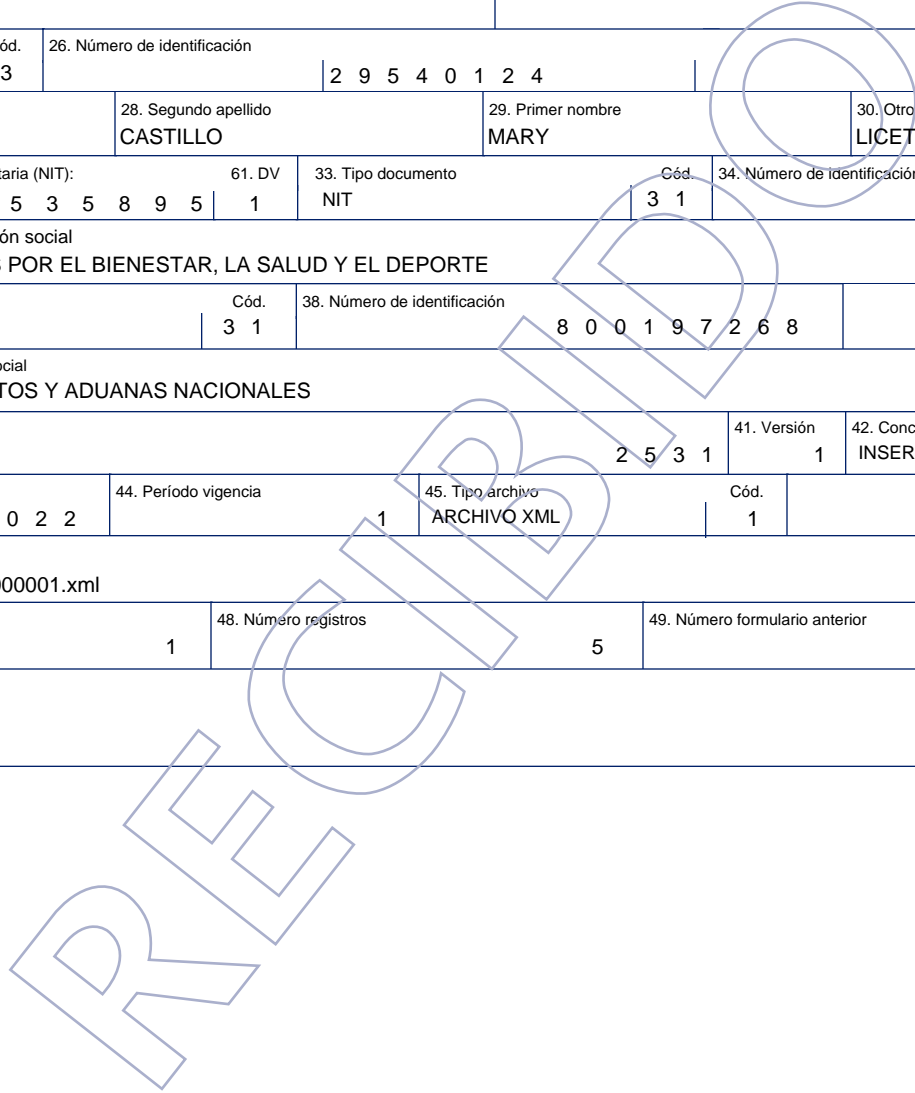 ód. 26. Número de identificación
3 2 9 5 4 0 1 2 4
28. Segundo apellido 29. Primer nombre 30. Otro
CASTILLO MARY LICET
taria (NIT): 61. DV 33. Tipo documento Cód. 34. Número de identificación
5 3 5 8 9 5 1 NIT 3 1
ón social
S POR EL BIENESTAR, LA SALUD Y EL DEPORTE
Cód. 38. Número de identificación
3 1 8 0 0 1 9 7 2 6 8
ocial
TOS Y ADUANAS NACIONALES
41. Versión 42. Conc
2 5 3 1 1 INSER
44. Período vigencia 45. Tipo archivo Cód.
0 2 2 1 ARCHIVO XML 1
000001.xml
48. Número registros 49. Número formulario anterior
1 5
RECIBIDO